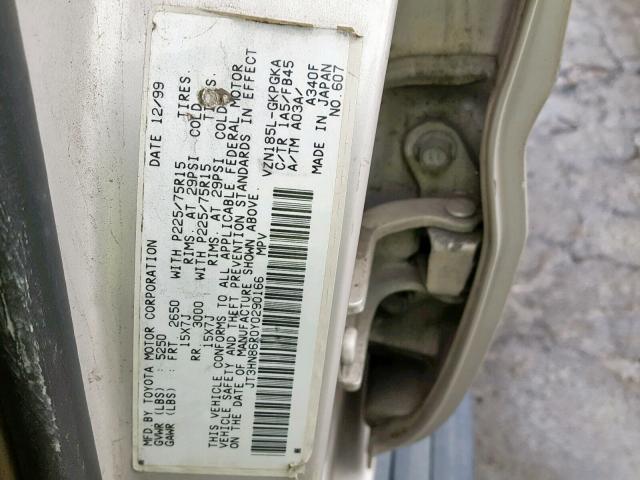 MFD BY TOYOTA MOTOR CORPORATION DATE 12/99
GVWR (LBS) : 5250
GAWR (LBS) : FRT 2650 WITH P225/75R15 TIRES.
15X7J RIMS. AT 29PSI COLD.
RR 3000 WITH P225/75R15
15X7J RIMS. AT 29PSI COLD.
THIS VEHICLE CONFORMS TO ALL APPLICABLE FEDERAL MOTOR
VEHICLE SAFETY AND THEFT PREVENTION STANDARDS IN EFFECT
ON THE DATE OF MANUFACTURE SHOWN ABOVE.
JT3HN86R0Y0290166 MPV
VZN185L-GKPGKA
C/TR 1A5/FB45
A/TM A03A/ A340F
MADE IN JAPAN
NO.607